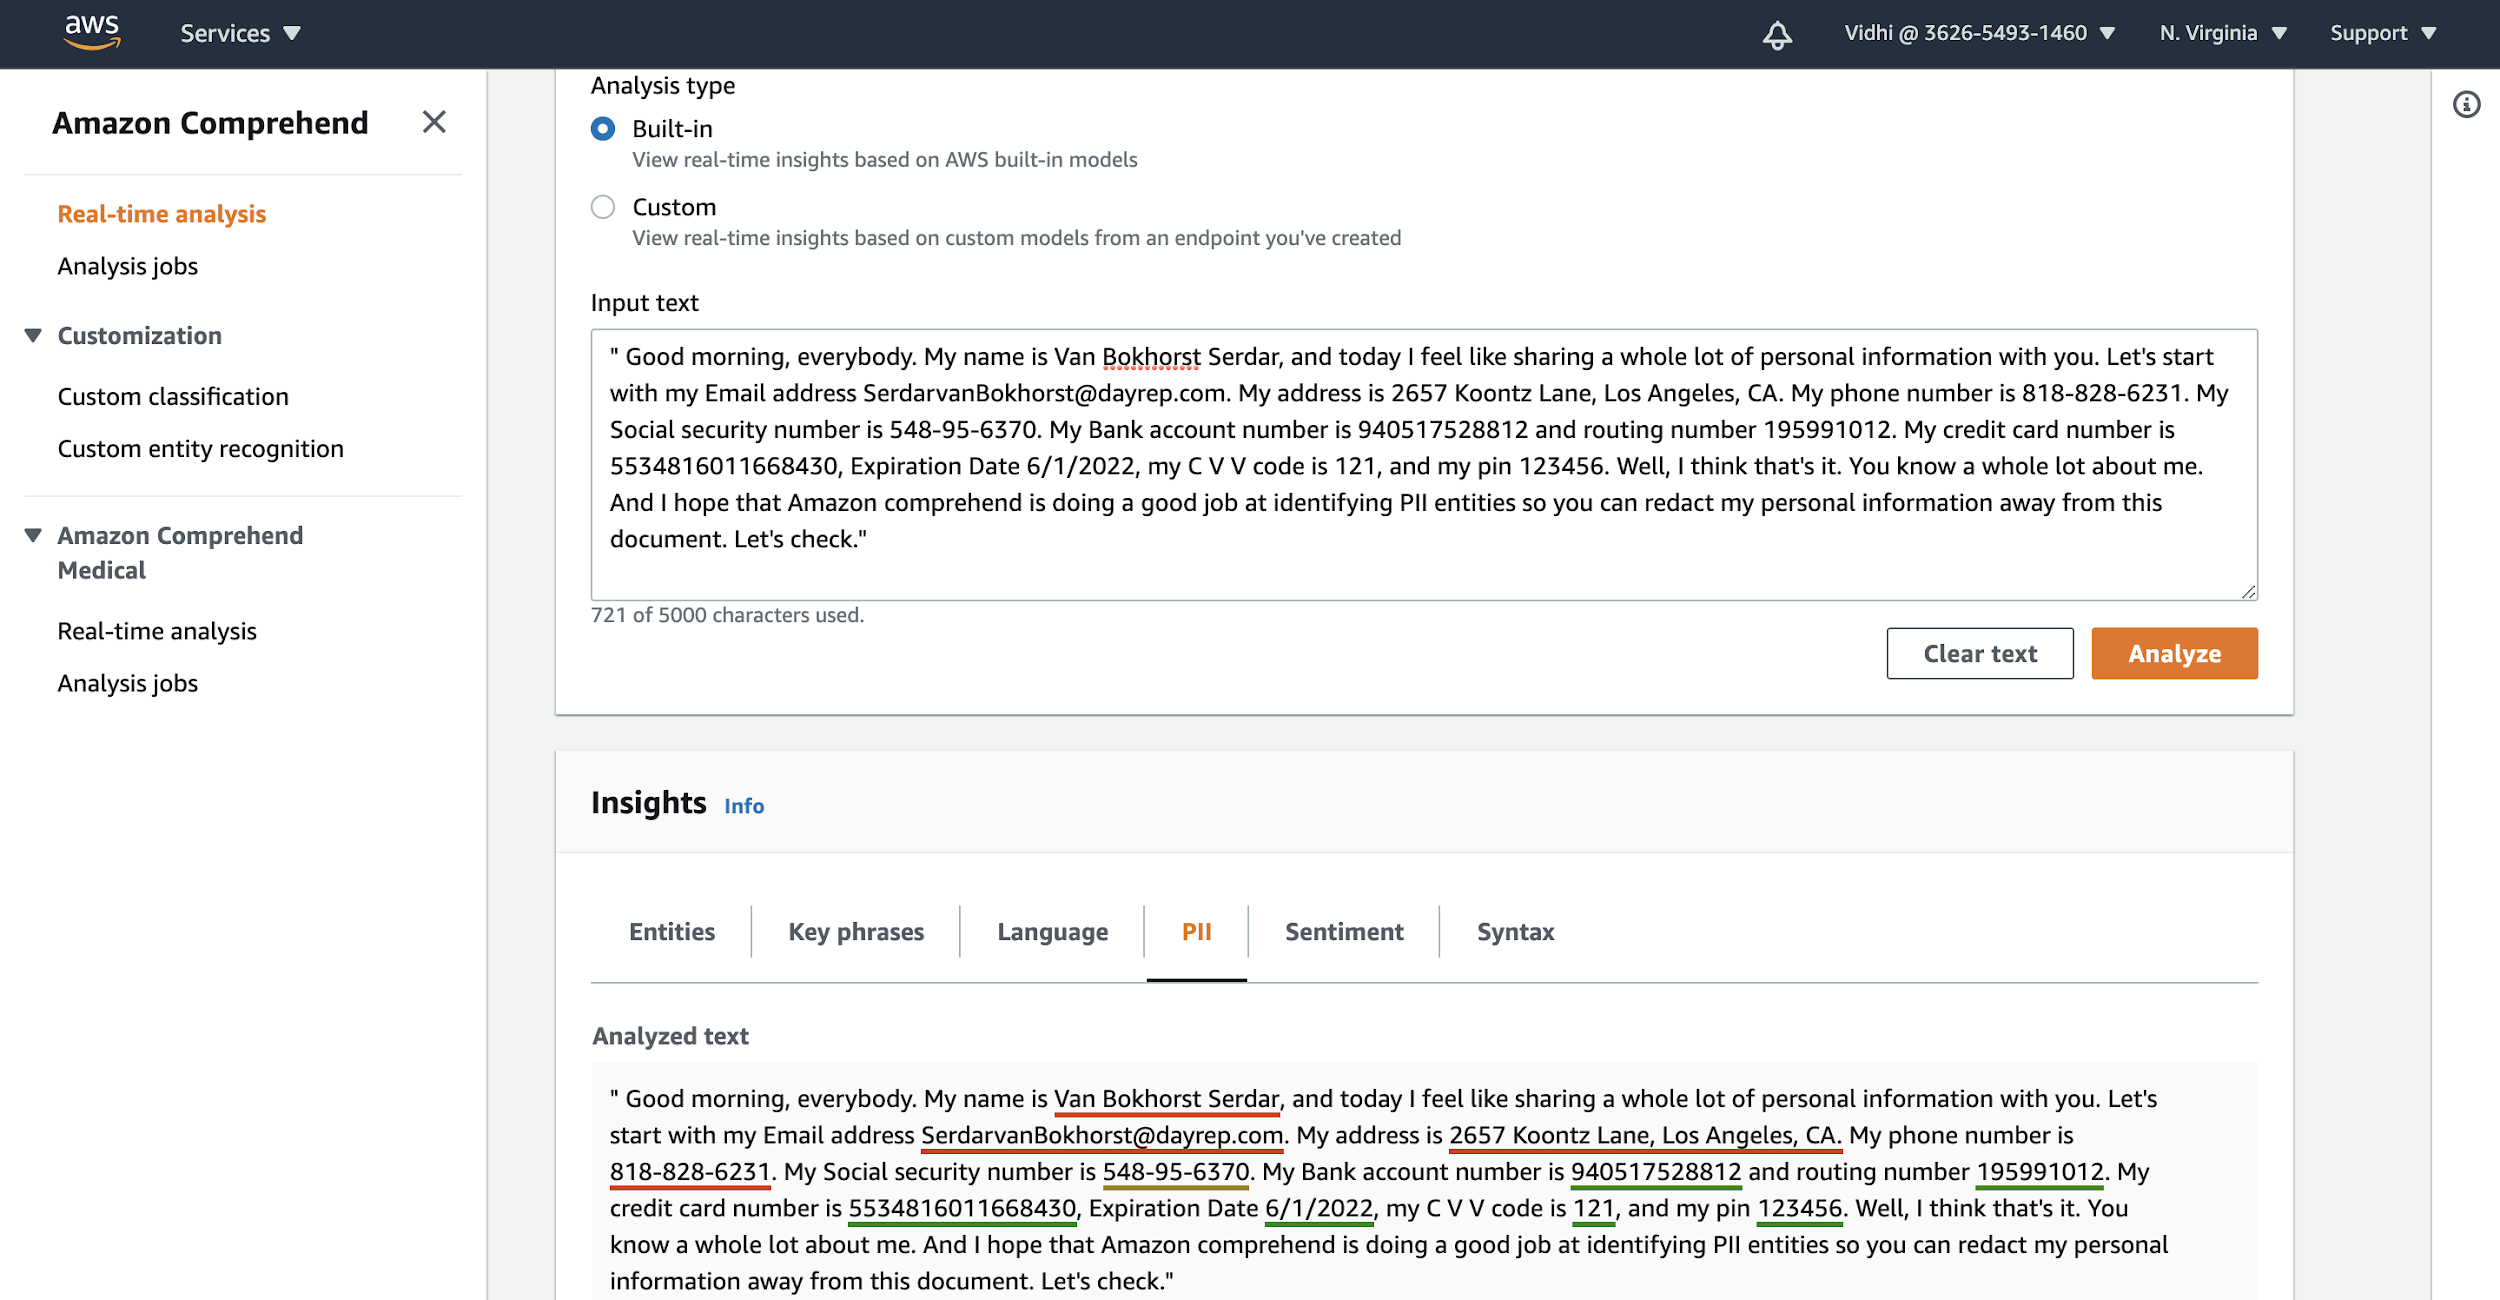 aws
Services
Vidhi @ 3626-5493-1460
N. Virginia
Support
Amazon Comprehend
Real-time analysis
Analysis jobs
Customization
Custom classification
Custom entity recognition
Amazon Comprehend
Medical
Real-time analysis
Analysis jobs
Analysis type
Built-in
View real-time insights based on AWS built-in models
Custom
View real-time insights based on custom models from an endpoint you've created
Input text
" Good morning, everybody. My name is Van Bokhorst Serdar, and today I feel like sharing a whole lot of personal information with you. Let's start
with my Email address SerdarvanBokhorst@dayrep.com. My address is 2657 Koontz Lane, Los Angeles, CA. My phone number is 818-828-6231. My
Social security number is 548-95-6370. My Bank account number is 940517528812 and routing number 195991012. My credit card number is
5534816011668430, Expiration Date 6/1/2022, my C V V code is 121, and my pin 123456. Well, I think that's it. You know a whole lot about me.
And I hope that Amazon comprehend is doing a good job at identifying PII entities so you can redact my personal information away from this
document. Let's check."
721 of 5000 characters used.
Clear text
Analyze
Insights Info
Entities
Key phrases
Language
PII
Sentiment
Syntax
Analyzed text
" Good morning, everybody. My name is Van Bokhorst Serdar, and today I feel like sharing a whole lot of personal information with you. Let's
start with my Email address SerdarvanBokhorst@dayrep.com. My address is 2657 Koontz Lane, Los Angeles, CA. My phone number is
818-828-6231. My Social security number is 548-95-6370. My Bank account number is 940517528812 and routing number 195991012. My
credit card number is 5534816011668430, Expiration Date 6/1/2022, my C V V code is 121, and my pin 123456. Well, I think that's it. You
know a whole lot about me. And I hope that Amazon comprehend is doing a good job at identifying PII entities so you can redact my personal
information away from this document. Let's check."